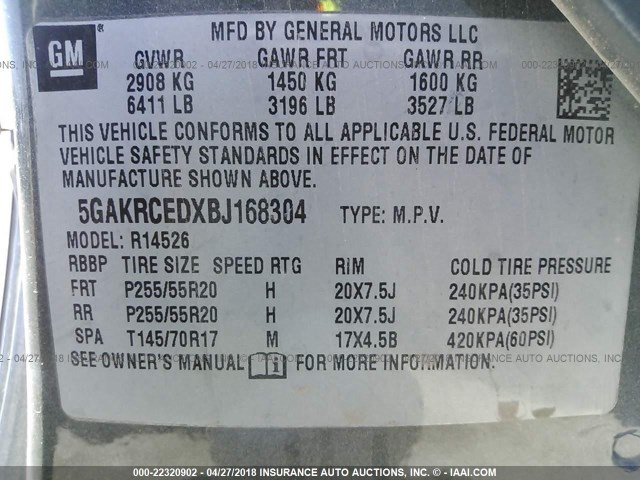 GM
MFD BY GENERAL MOTORS LLC
GVWR GAWR FRT GAWR RR
2908 KG 1450 KG 1600 KG
6411 LB 3196 LB 3527 LB
THIS VEHICLE CONFORMS TO ALL APPLICABLE U.S. FEDERAL MOTOR
VEHICLE SAFETY STANDARDS IN EFFECT ON THE DATE OF
MANUFACTURE SHOWN ABOVE.
5GAKRCEDXBJ168304 TYPE: M.P.V.
MODEL: R14526
RBBP TIRE SIZE SPEED RTG RIM COLD TIRE PRESSURE
FRT P255/55R20 H 20X7.5J 240KPA(35PSI)
RR P255/55R20 H 20X7.5J 240KPA(35PSI)
SPA T145/70R17 M 17X4.5B 420KPA(60PSI)
SEE OWNER'S MANUAL FOR MORE INFORMATION.
000-22320902 - 04/27/2018 INSURANCE AUTO AUCTIONS, INC. - IAAI.COM